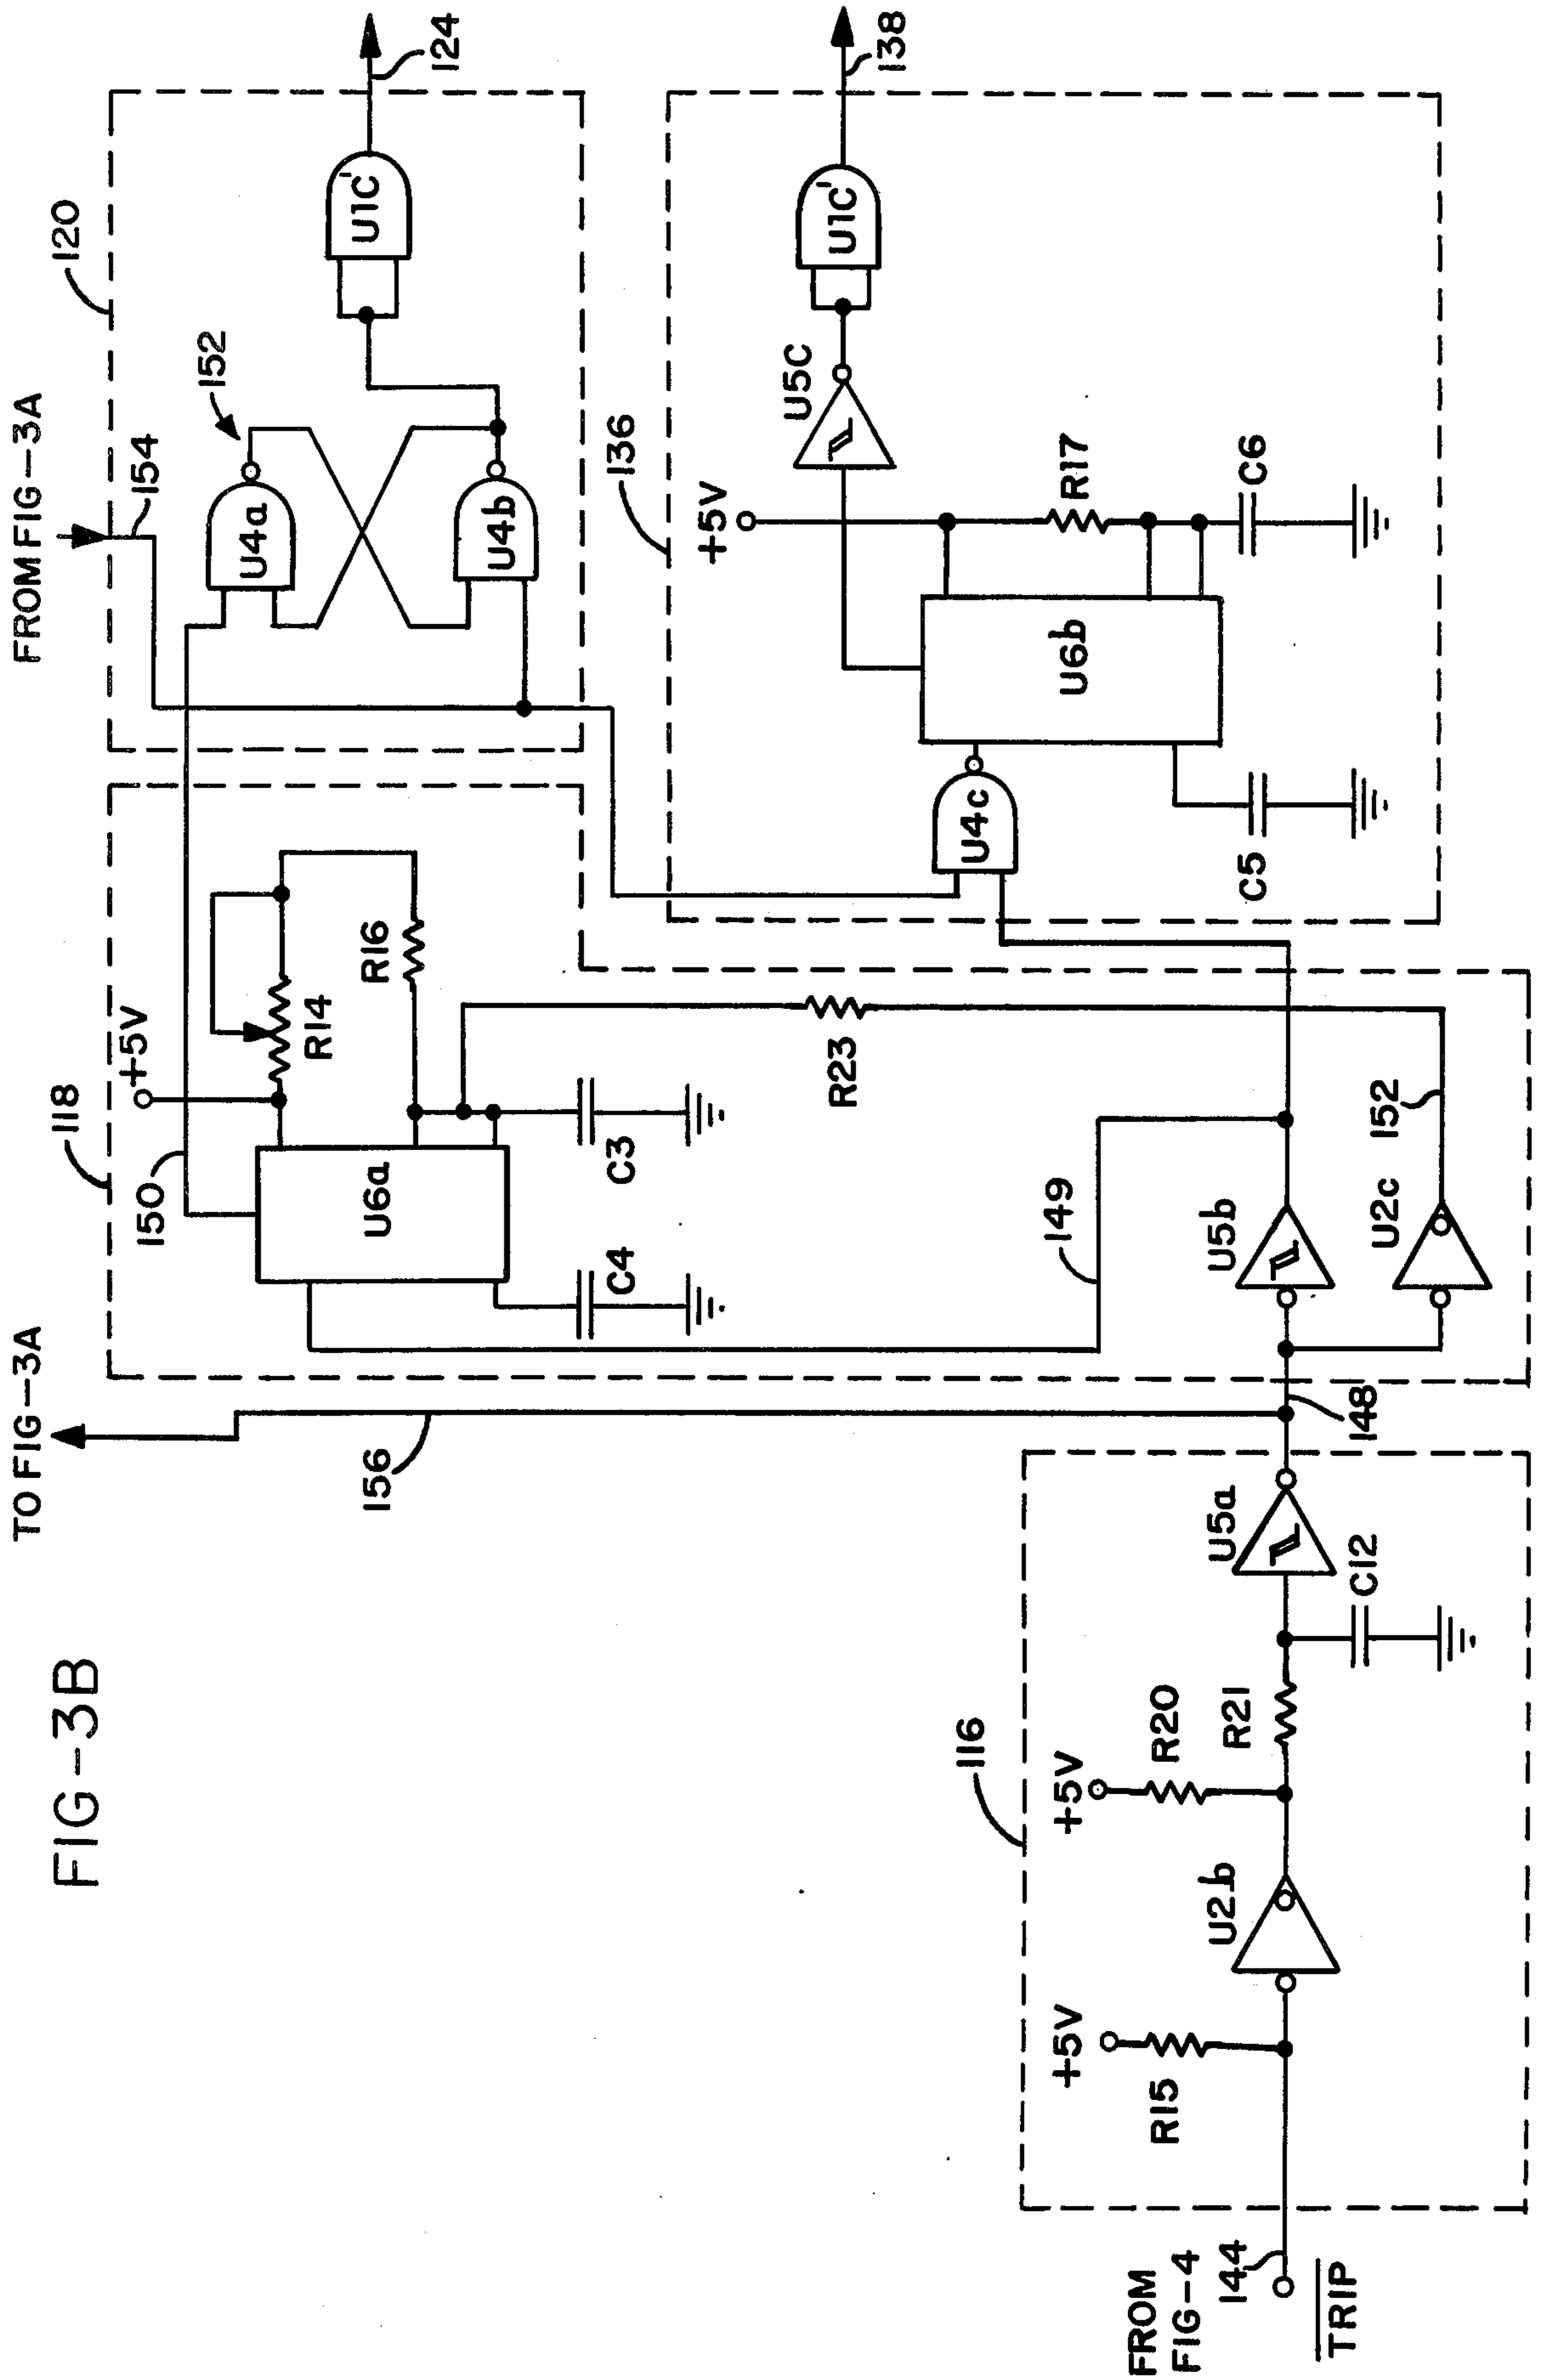 FIG-3B
TO FIG-3A
FROM FIG-3A
156
118
+5V
150
R14
R16
U6a
C4
C3
R23
149
U5b
U2c
152
148
120
154
152
U4a
U4b
U1C'
124
136
+5V
U5C
U1C'
138
R17
C6
U6b
U4c
C5
116
+5V
R15
U2b
+5V
R20
R21
U5a
C12
FROM
FIG-4
144
TRIP